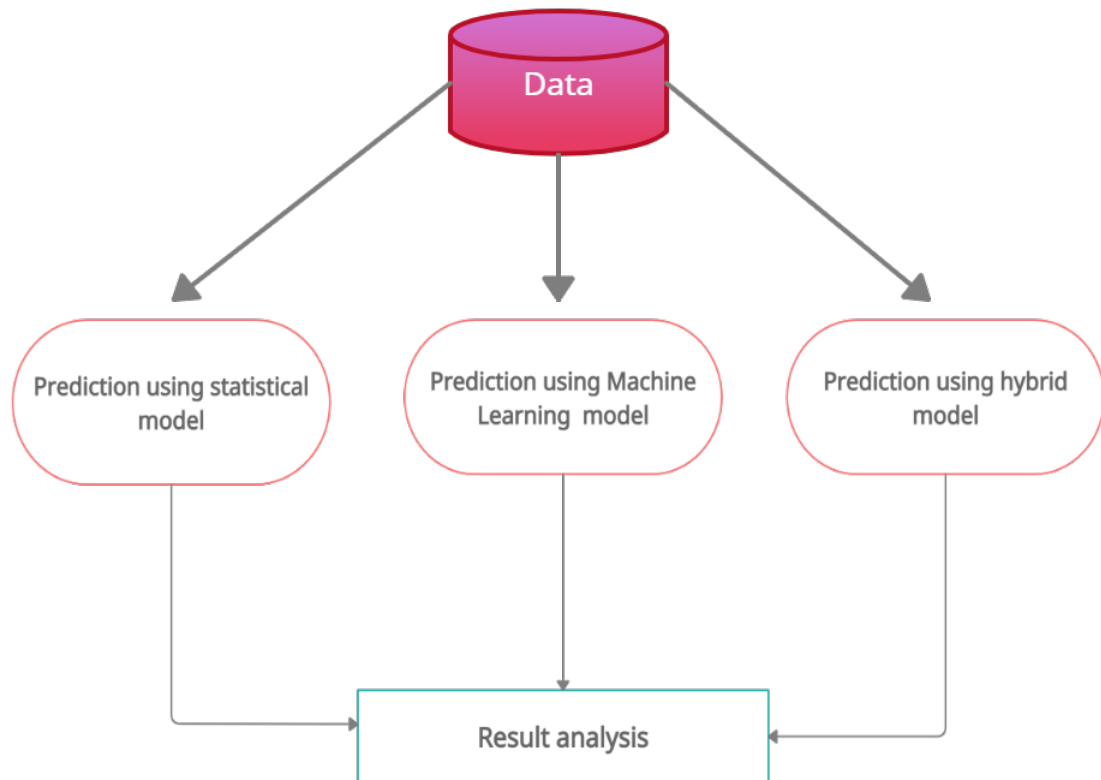 Data
Prediction using statistical
model
Prediction using Machine
Learning model
Prediction using hybrid
model
Result analysis